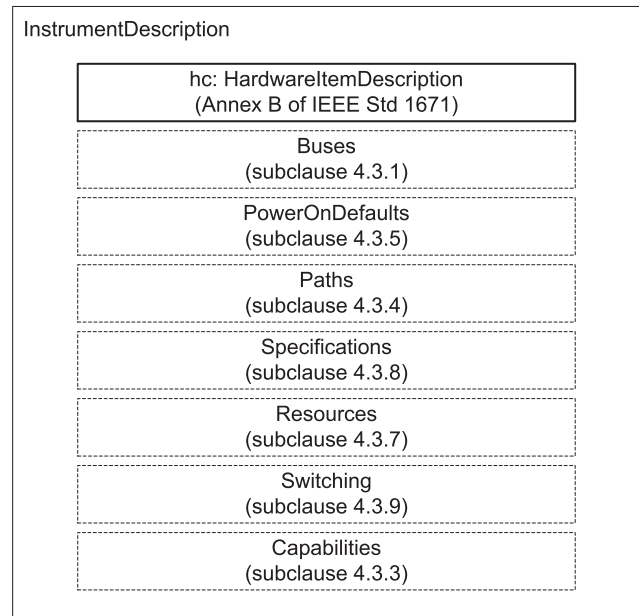 InstrumentDescription
hc: HardwareItemDescription
(Annex B of IEEE Std 1671)
Buses
(subclause 4.3.1)
PowerOnDefaults
(subclause 4.3.5)
Paths
(subclause 4.3.4)
Specifications
(subclause 4.3.8)
Resources
(subclause 4.3.7)
Switching
(subclause 4.3.9)
Capabilities
(subclause 4.3.3)